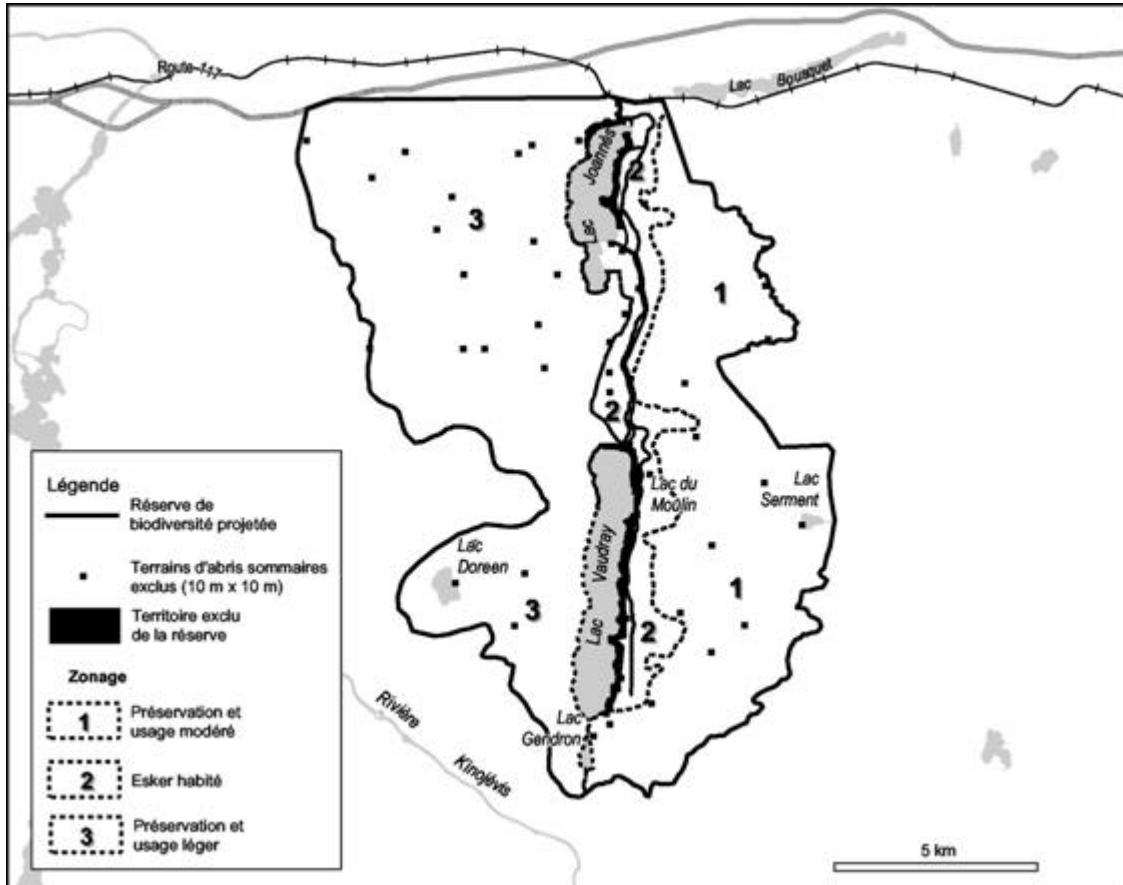 Route 117
Lac Bousquet
Lac Joannès
2
3
1
2
Lac du
Moûlin
Lac
Serment
Lac
Doreen
Lac Vaudray
3
2
1
Lac
Gendron
Rivière Kinojévis
Légende
Réserve de
biodiversité projetée
Terrains d'abris sommaires
exclus (10 m x 10 m)
Territoire exclu
de la réserve
Zonage
1
Préservation et
usage modéré
2
Esker habité
3
Préservation et
usage léger
5 km